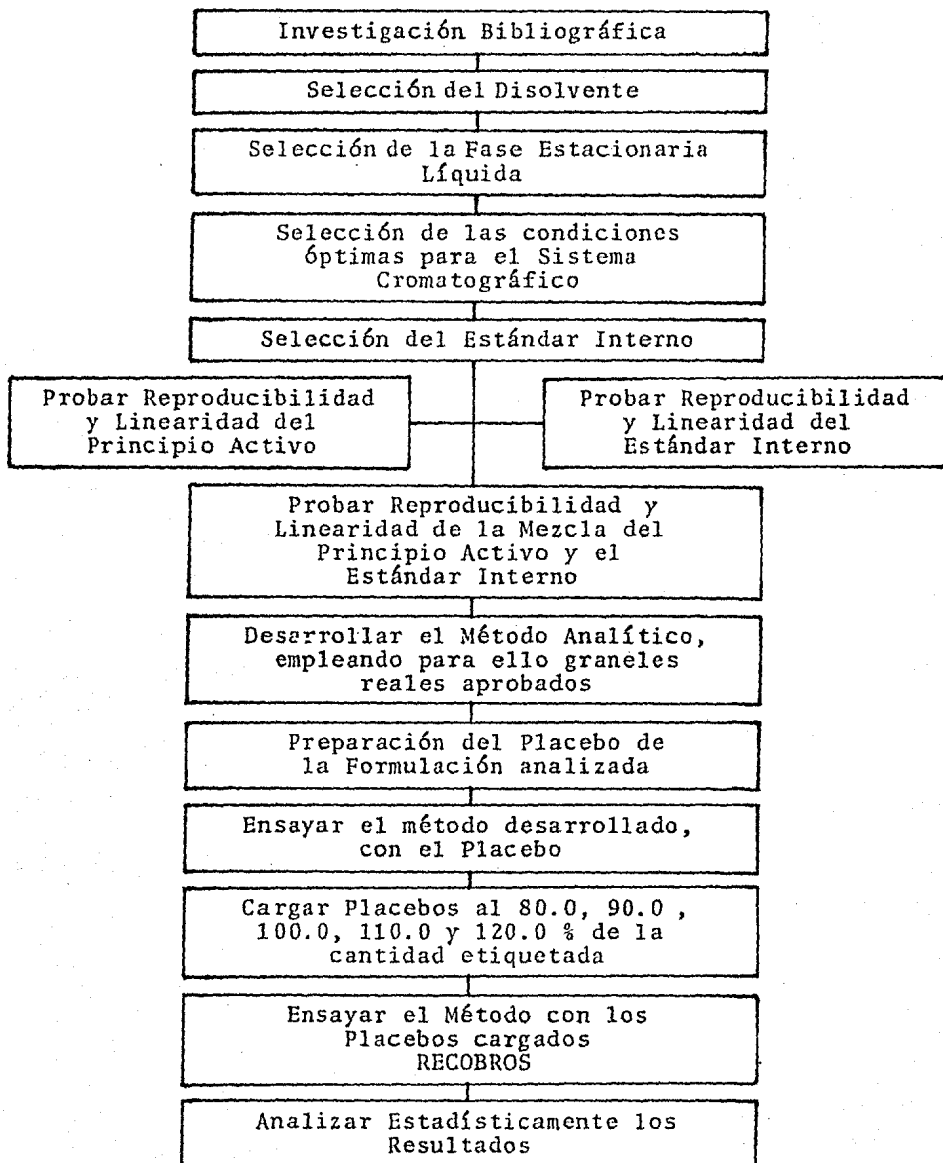 Investigación Bibliográfica
Selección del Disolvente
Selección de la Fase Estacionaria
Líquida
Selección de las condiciones
óptimas para el Sistema
Cromatográfico
Selección del Estándar Interno
Probar Reproducibilidad
y Linearidad del
Principio Activo
Probar Reproducibilidad
y Linearidad del
Estándar Interno
Probar Reproducibilidad y
Linearidad de la Mezcla del
Principio Activo y el
Estándar Interno
Desarrollar el Método Analítico,
empleando para ello graneles
reales aprobados
Preparación del Placebo de
la Formulación analizada
Ensayar el método desarrollado,
con el Placebo
Cargar Placebos al 80.0, 90.0 ,
100.0, 110.0 y 120.0 % de la
cantidad etiquetada
Ensayar el Método con los
Placebos cargados
RECOBROS
Analizar Estadísticamente los
Resultados